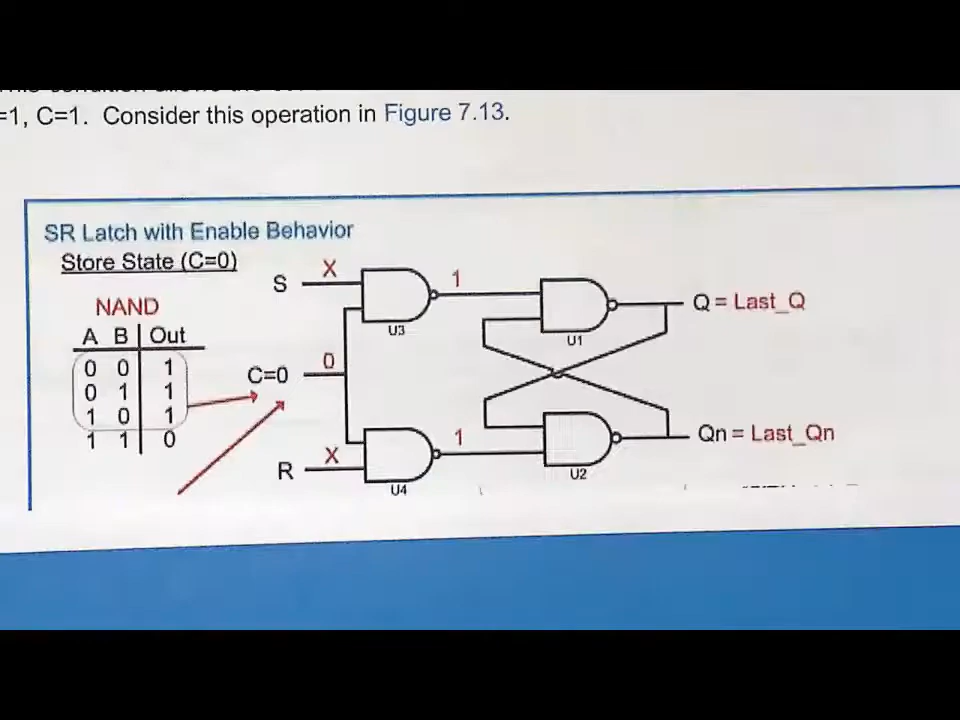 =1, C=1. Consider this operation in Figure 7.13.
SR Latch with Enable Behavior
Store State (C=0)
NAND
A B Out
0 0 1
0 1 1
1 0 1
1 1 0
S X 1
U3
U1
Q = Last_Q
C=0 0
R X 1
U4
U2
Qn = Last_Qn